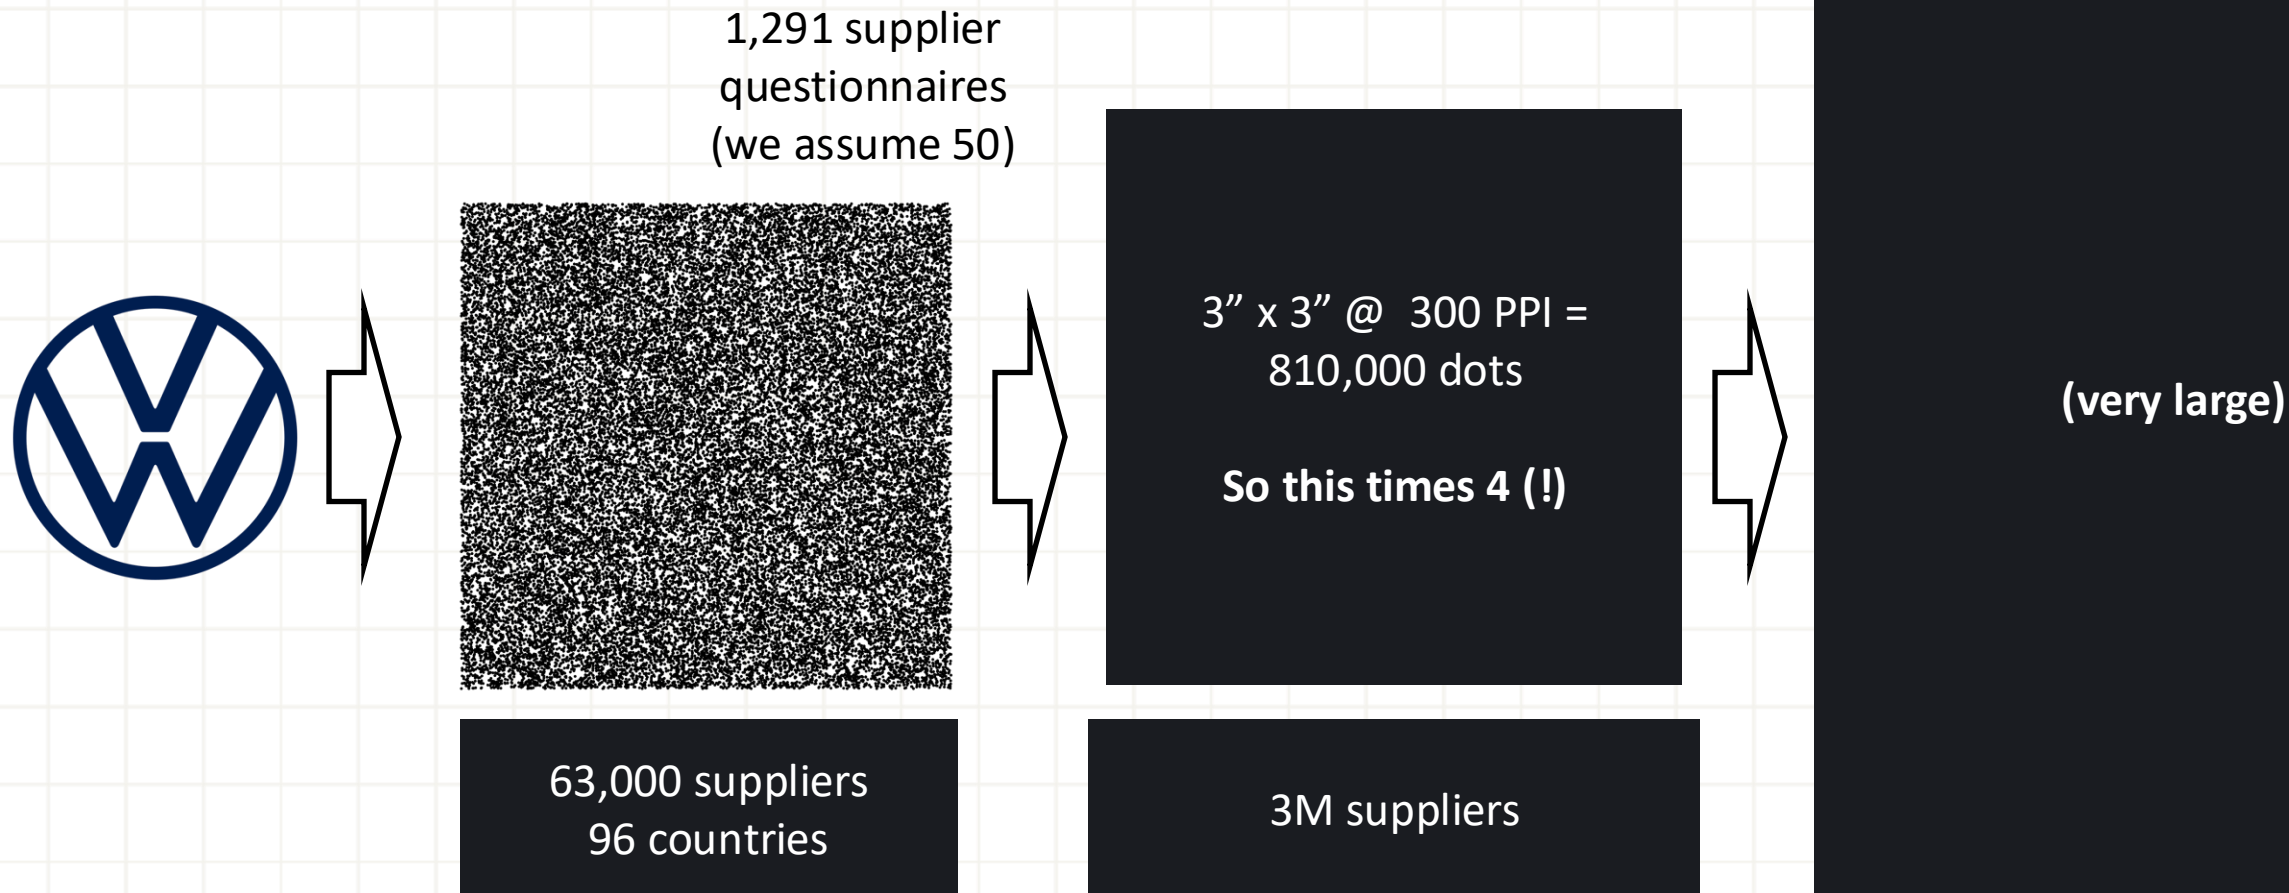 1,291 supplier
questionnaires
(we assume 50)
3” x 3” @ 300 PPI =
810,000 dots
So this times 4 (!)
(very large)
63,000 suppliers
96 countries
3M suppliers